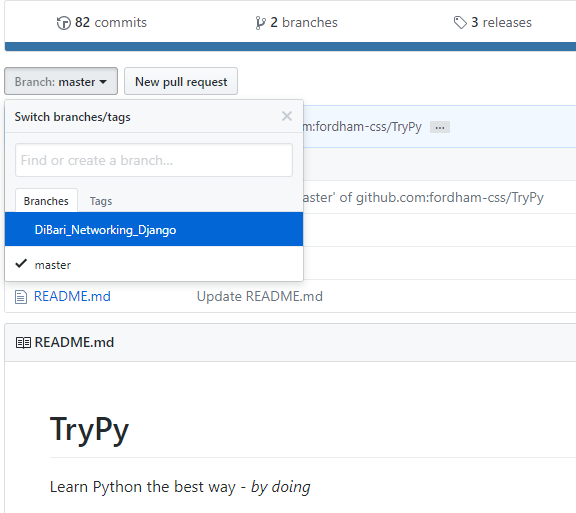 82 commits 2 branches 3 releases
Branch: master New pull request
Switch branches/tags
m:fordham-css/TryPy ...
Find or create a branch...
Branches Tags
aster' of github.com:fordham-css/TryPy
DiBari_Networking_Django
master
README.md Update README.md
README.md
TryPy
Learn Python the best way - by doing